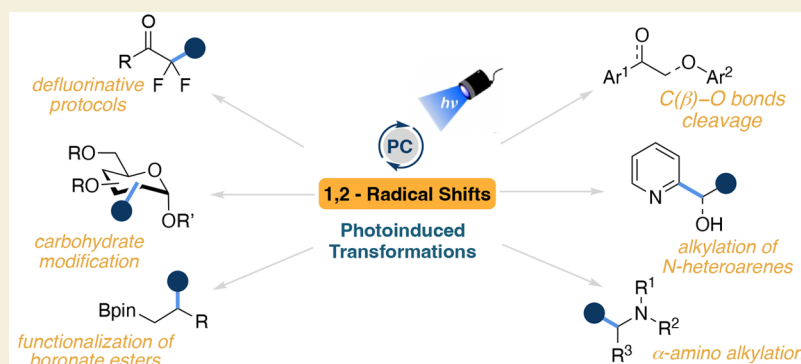 O
R
F F
defluorinative
protocols
RO
O
RO
OR'
carbohydrate
modification
Bpin
R
functionalization of
boronate esters
hν
PC
1,2 - Radical Shifts
Photoinduced
Transformations
O
Ar1 O Ar2
C(β)–O bonds
cleavage
N
OH
alkylation of
N-heteroarenes
R1
N
R2
R3
α-amino alkylation